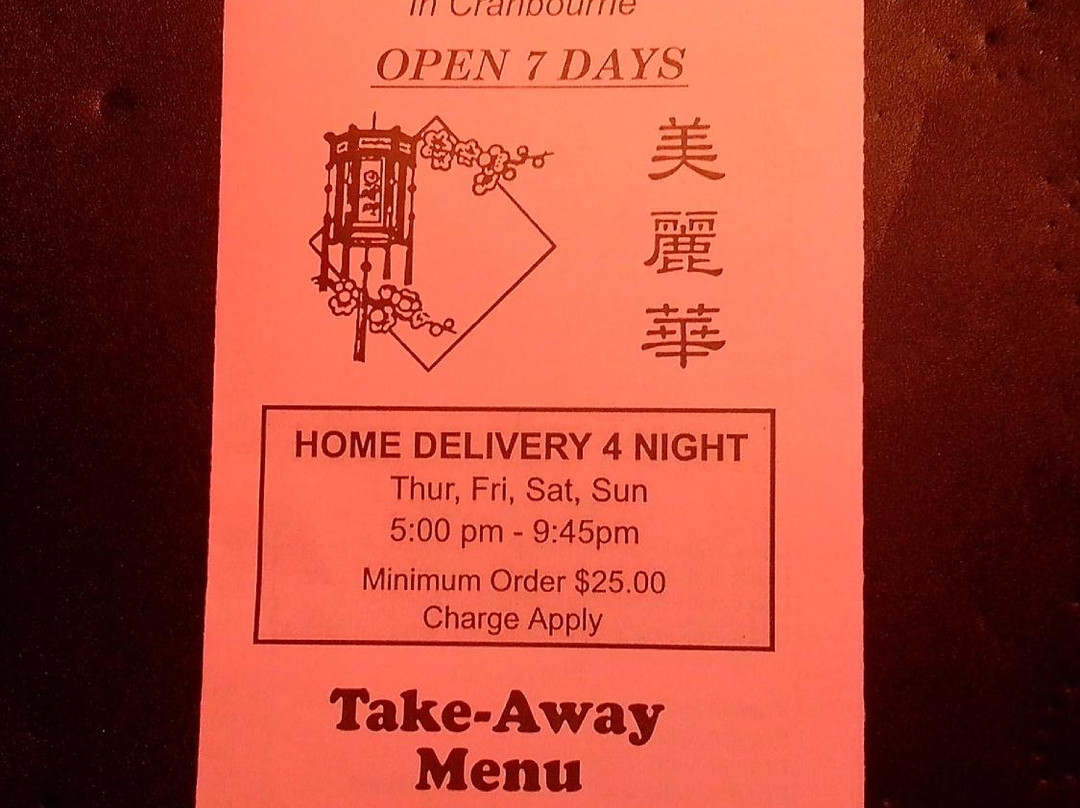 in Cranbourne
OPEN 7 DAYS
美
麗
華
HOME DELIVERY 4 NIGHT
Thur, Fri, Sat, Sun
5:00 pm - 9:45pm
Minimum Order $25.00
Charge Apply
Take-Away
Menu